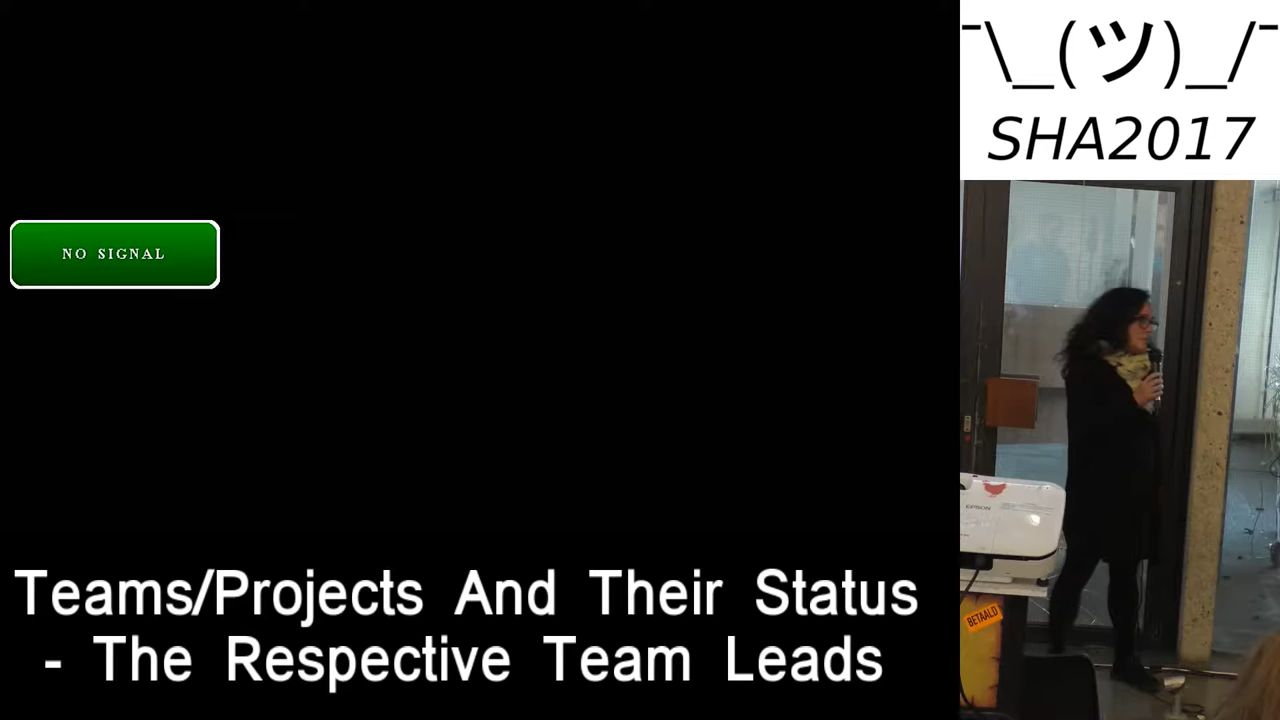 ¯\_(ツ)_/¯
SHA2017
NO SIGNAL
EPSON
BETAALD
Teams/Projects And Their Status
- The Respective Team Leads